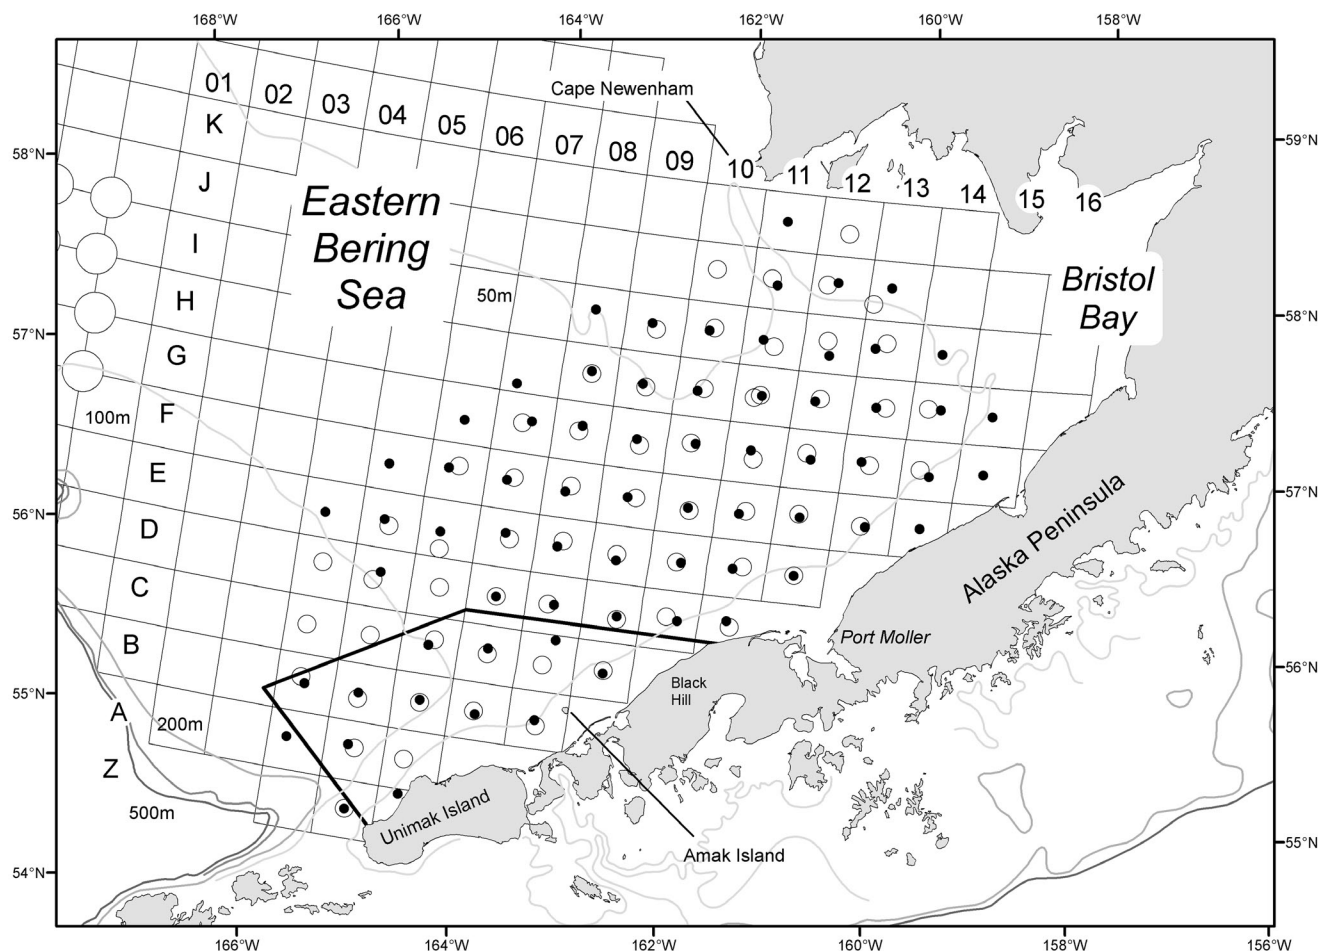 168°W 166°W 164°W 162°W 160°W 158°W
01 02 03 04 05 06 07 08 09 10 11 12 13 14 15 16
Cape Newenham
K
J
I
H
G
F
E
D
C
B
A
Z
58°N
57°N
56°N
55°N
54°N
59°N
58°N
57°N
56°N
55°N
Eastern
Bering
Sea
Bristol
Bay
50m
100m
200m
500m
Alaska Peninsula
Port Moller
Black
Hill
Unimak Island
Amak Island
166°W 164°W 162°W 160°W 158°W 156°W